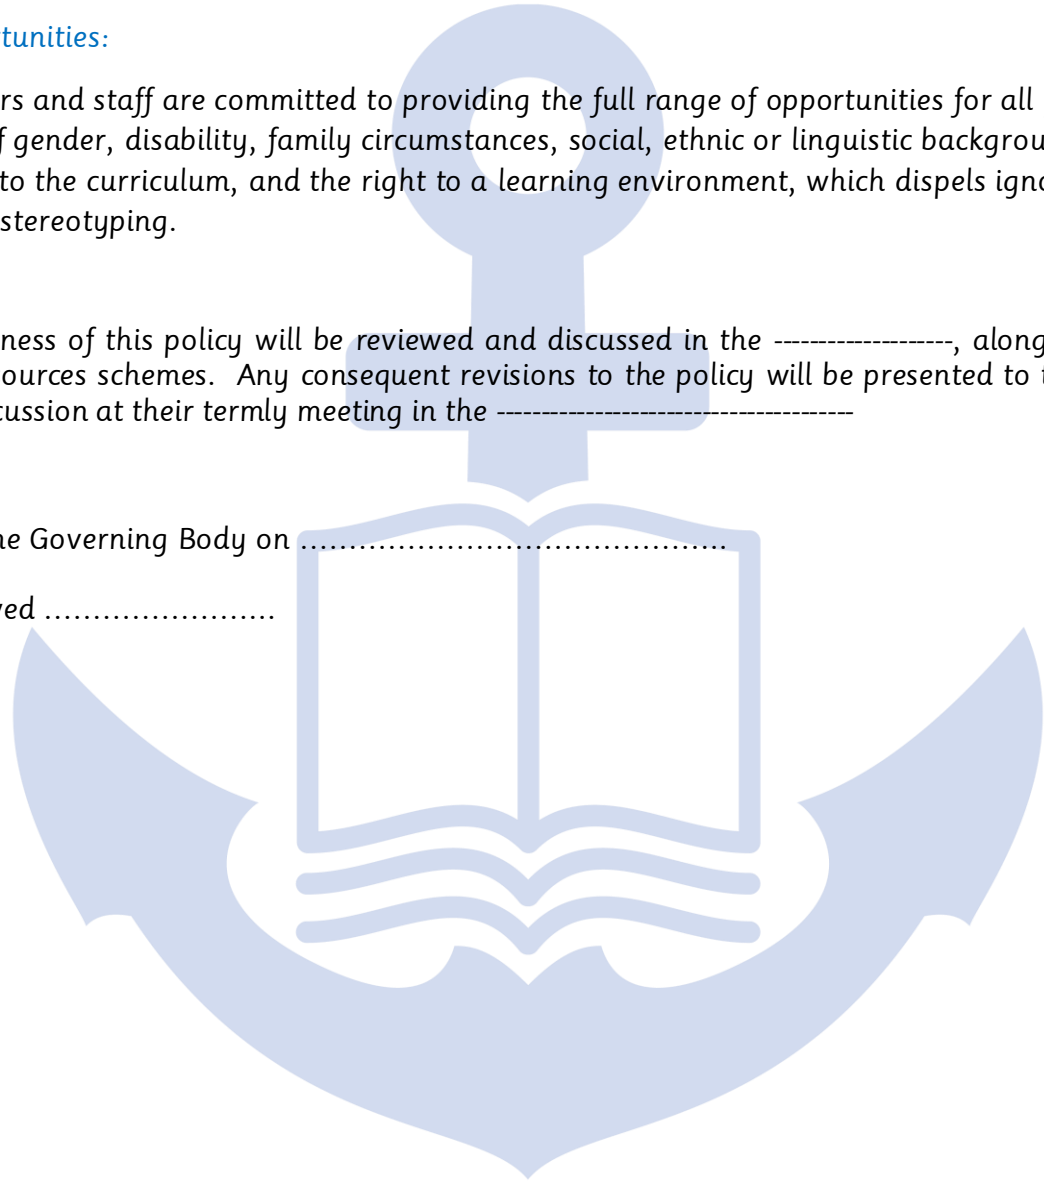 tunities:
rs and staff are committed to providing the full range of opportunities for all
f gender, disability, family circumstances, social, ethnic or linguistic backgrou
to the curriculum, and the right to a learning environment, which dispels igno
stereotyping.
ness of this policy will be reviewed and discussed in the --------------------, along
ources schemes. Any consequent revisions to the policy will be presented to t
cussion at their termly meeting in the ----------------------------------------
he Governing Body on ............................................
ved ........................